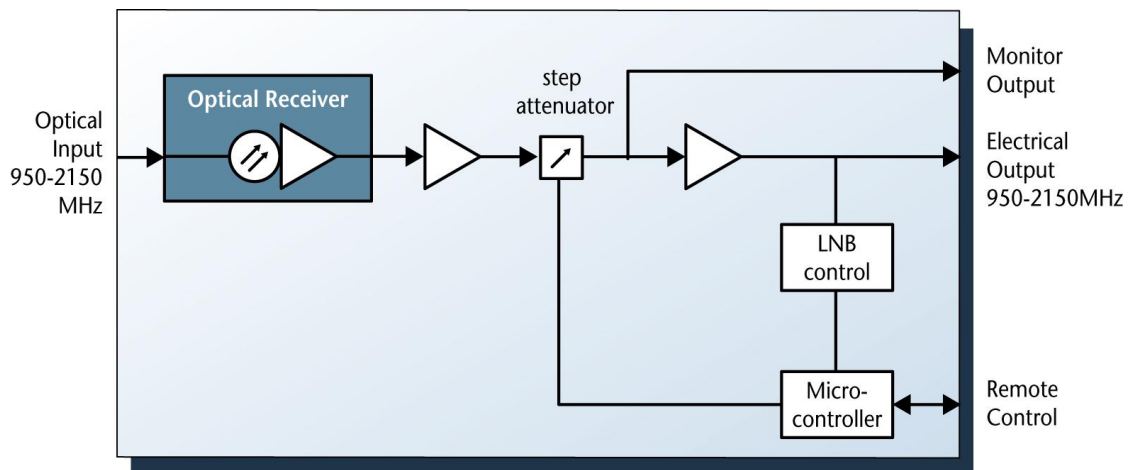 Optical
Input
950-2150
MHz
Optical Receiver
step
attenuator
Monitor
Output
Electrical
Output
950-2150MHz
LNB
control
Micro-
controller
Remote
Control